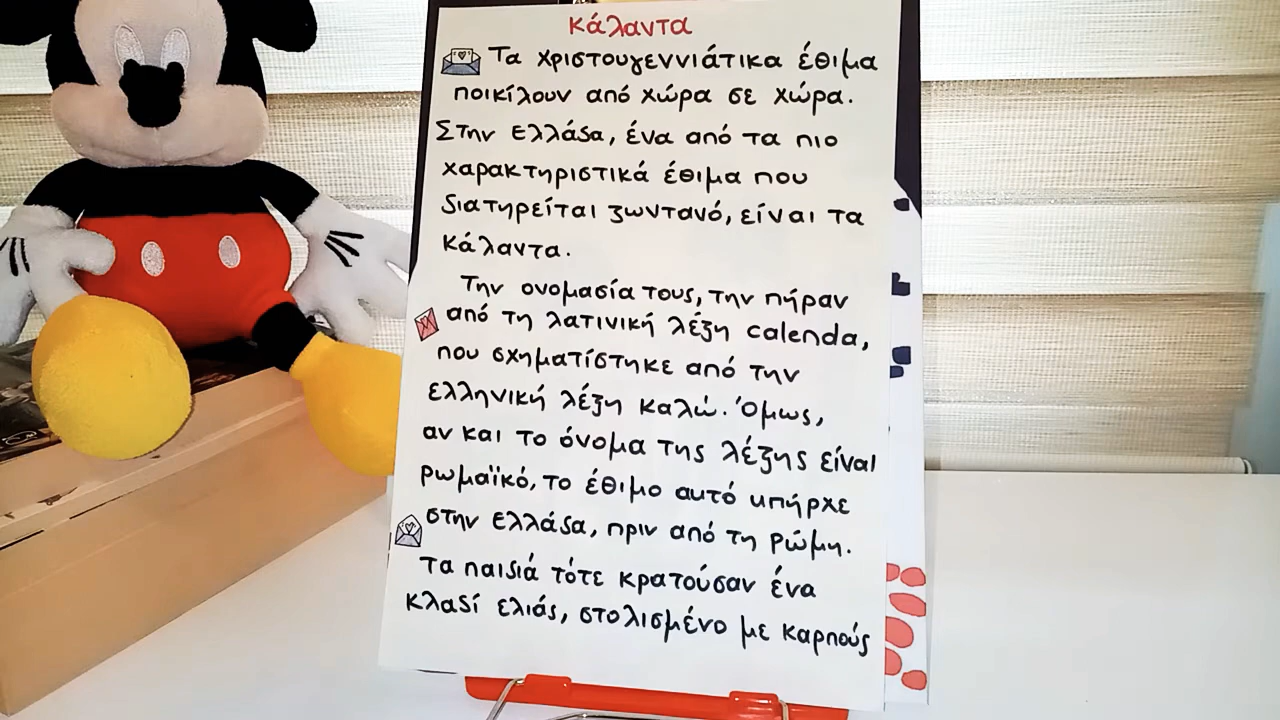 Κάλαντα
Τα χριστουγεννιάτικα έθιμα
ποικίλουν από χώρα σε χώρα.
Στην Ελλάδα, ένα από τα πιο
χαρακτηριστικά έθιμα που
διατηρείται ζωντανό, είναι τα
κάλαντα.
Την ονομασία τους, την πήραν
από τη λατινική λέξη calenda,
που σχηματίστηκε από την
ελληνική λέξη καλώ. Όμως,
αν και το όνομα της λέξης είναι
ρωμαϊκό, το έθιμο αυτό υπήρχε
στην Ελλάδα, πριν από τη Ρώμη.
Τα παιδιά τότε κρατούσαν ένα
κλαδί ελιάς, στολισμένο με καρπούς